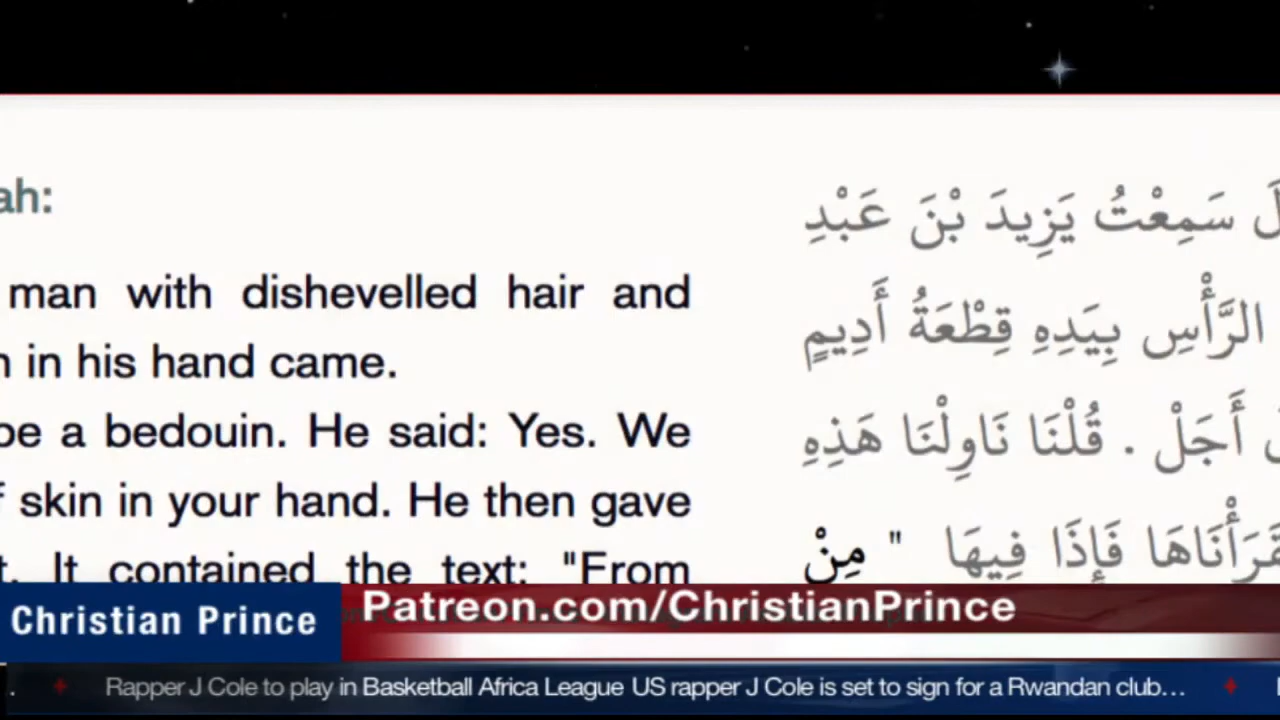 ah:
man with dishevelled hair and
in his hand came.
be a bedouin. He said: Yes. We
skin in your hand. He then gave
t. It contained the text: "From
سَمِعْتُ يَزِيدَ بْنَ عَبْدِ
الرَّأْسِ بِيَدِهِ قِطْعَةُ أَدِيمٍ
أَجَلْ . قُلْنَا نَاوِلْنَا هَذِهِ
فَقَرَأْنَاهَا فَإِذَا فِيهَا " مِنْ
Christian Prince
Patreon.com/ChristianPrince
. Rapper J Cole to play in Basketball Africa League US rapper J Cole is set to sign for a Rwandan club…